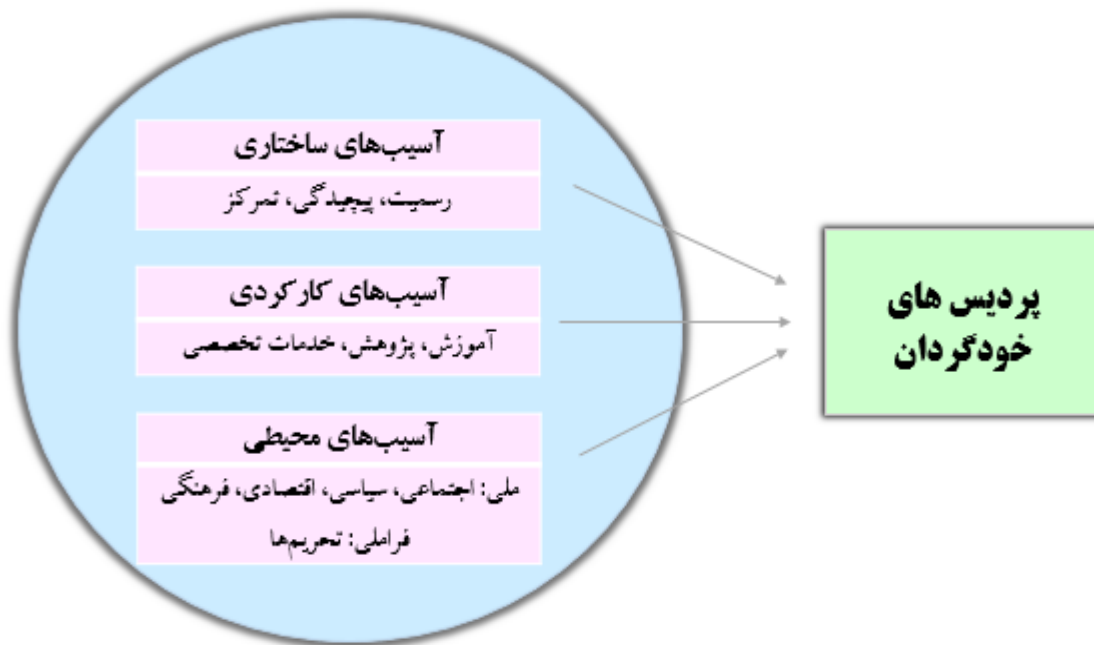 آسیب‌های ساختاری
رسمیت، پیچیدگی، تمرکز
آسیب‌های کارکردی
آموزش، پژوهش، خدمات تخصصی
آسیب‌های محیطی
ملی: اجتماعی، سیاسی، اقتصادی، فرهنگی
فراملی: تحریم‌ها
پردیس های
خودگردان